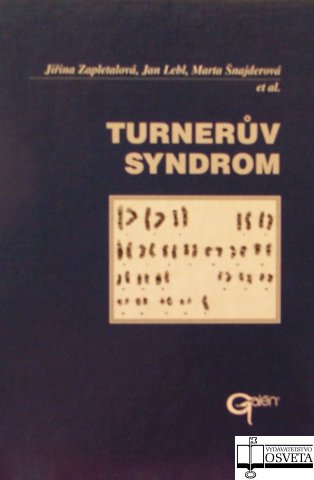 Jiřina Zapletalová, Jan Lebl, Marta Šnajderová
et al.
TURNERŮV
SYNDROM
Galén
VYDAVATEĽSTVO
OSVETA